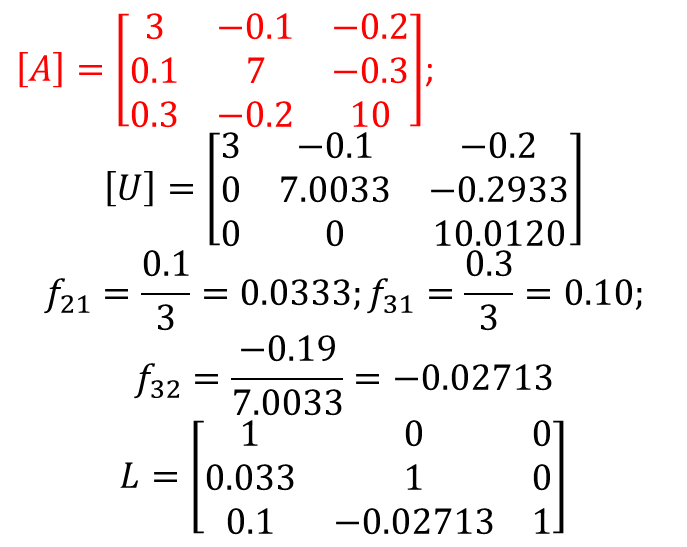 [A] = [3 −0.1 −0.2
0.1 7 −0.3
0.3 −0.2 10];
[U] = [3 −0.1 −0.2
0 7.0033 −0.2933
0 0 10.0120]
f₂₁ = 0.1/3 = 0.0333; f₃₁ = 0.3/3 = 0.10;
f₃₂ = −0.19/7.0033 = −0.02713
L = [1 0 0
0.033 1 0
0.1 −0.02713 1]